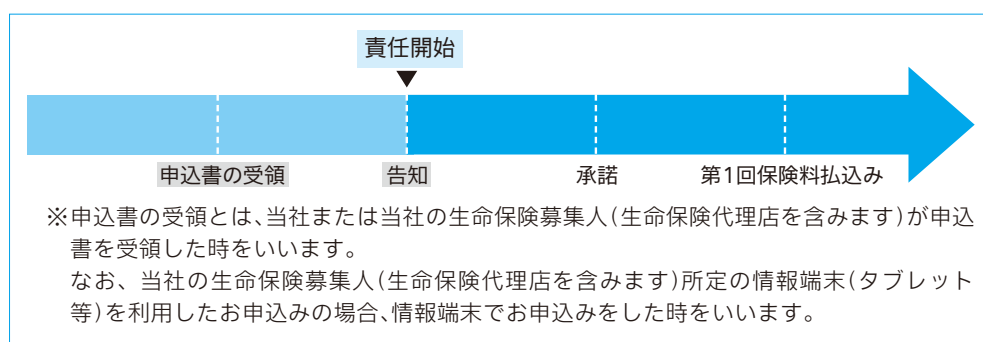 責任開始
申込書の受領 告知 承諾 第1回保険料払込み
※申込書の受領とは、当社または当社の生命保険募集人(生命保険代理店を含みます)が申込
書を受領した時をいいます。
なお、当社の生命保険募集人(生命保険代理店を含みます)所定の情報端末(タブレット
等)を利用したお申込みの場合、情報端末でお申込みをした時をいいます。